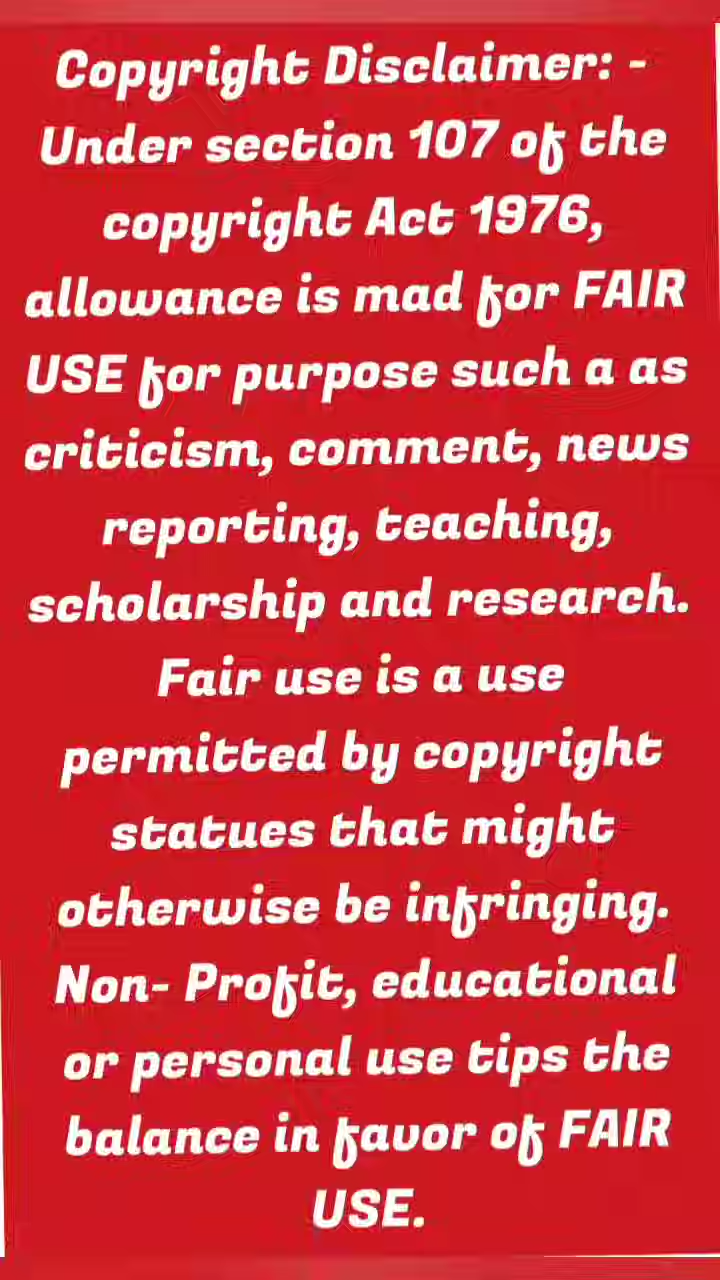 Copyright Disclaimer: -
Under section 107 of the
copyright Act 1976,
allowance is mad for FAIR
USE for purpose such a as
criticism, comment, news
reporting, teaching,
scholarship and research.
Fair use is a use
permitted by copyright
statues that might
otherwise be infringing.
Non- Profit, educational
or personal use tips the
balance in favor of FAIR
USE.